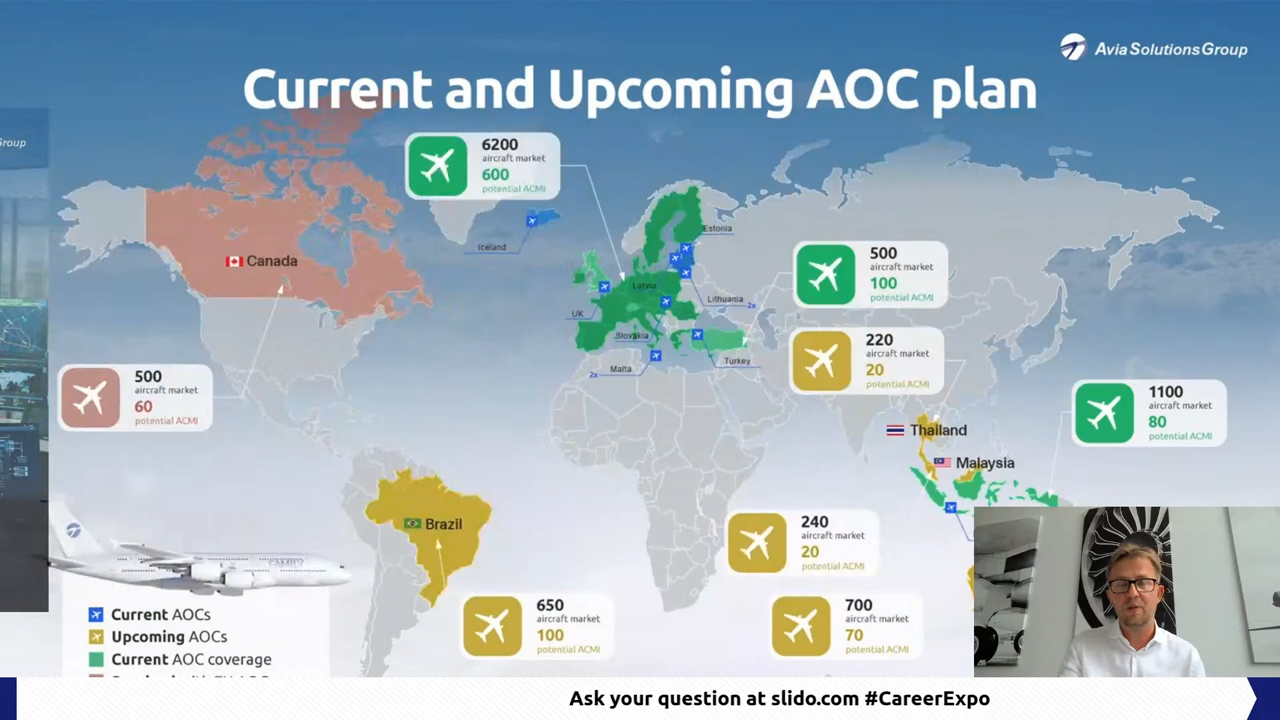 Avia Solutions Group
Current and Upcoming AOC plan
Group
6200
aircraft market
600
potential ACMI
Iceland
Estonia
Canada
500
aircraft market
100
potential ACMI
Latvia
Lithuania 2x
UK
Slovakia
Turkey
2x Malta
220
aircraft market
20
potential ACMI
500
aircraft market
60
potential ACMI
1100
aircraft market
80
potential ACMI
Thailand
Malaysia
Brazil
240
aircraft market
20
potential ACMI
650
aircraft market
100
potential ACMI
700
aircraft market
70
potential ACMI
Current AOCs
Upcoming AOCs
Current AOC coverage
Ask your question at slido.com #CareerExpo